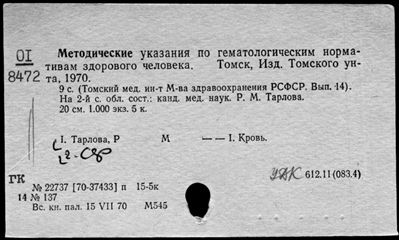 OI
8472
Методические указания по гематологическим норма-
тивам здорового человека. Томск, Изд. Томского ун-
та, 1970.
9 с. (Томский мед. ин-т М-ва здравоохранения РСФСР. Вып. 14).
На 2-й с. обл. сост.: канд. мед. наук. Р. М. Тарлова.
20 см. 1.000 экз. 5 к.
I. Тарлова, Р М — — I. Кровь.
ГК
№ 22737 [70-37433] п 15-5к
УДК 612.11(083.4)
14 № 137
Вс. кн. пал. 15 VII 70 М545